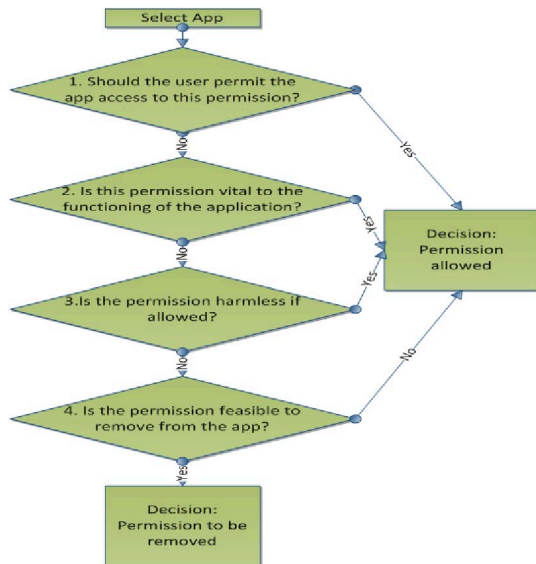 Select App
1. Should the user permit the
app access to this permission?
Yes
No
2. Is this permission vital to the
functioning of the application?
Yes
No
Decision:
Permission
allowed
3.Is the permission harmless if
allowed?
Yes
No
4. Is the permission feasible to
remove from the app?
No
Yes
Decision:
Permission to be
removed